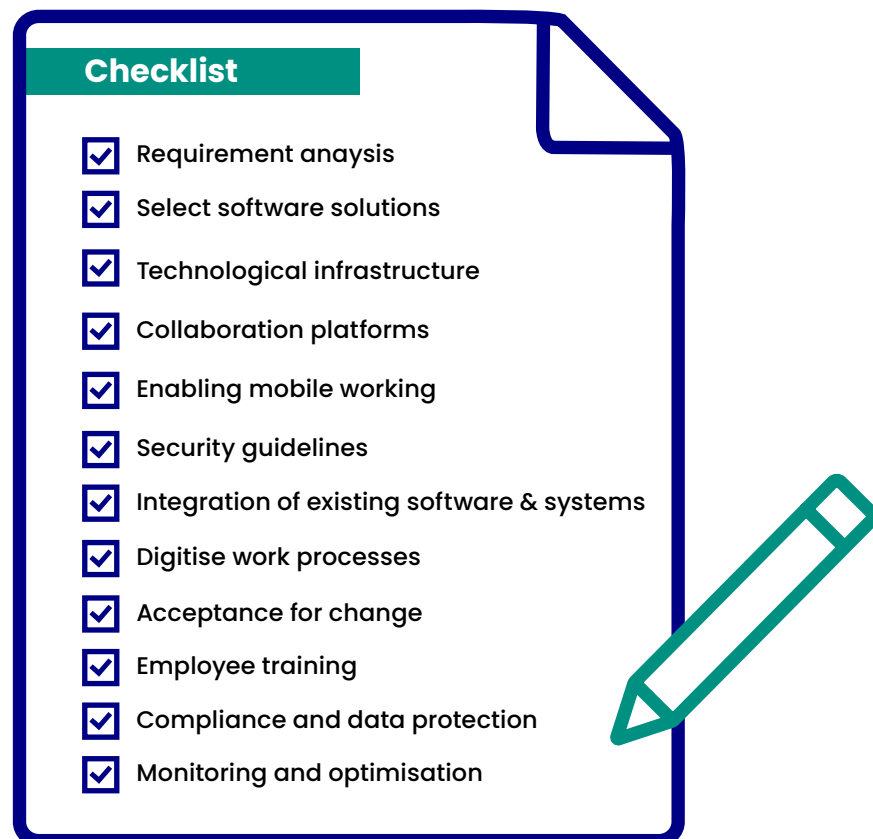 Checklist
Requirement anaysis
Select software solutions
Technological infrastructure
Collaboration platforms
Enabling mobile working
Security guidelines
Integration of existing software & systems
Digitise work processes
Acceptance for change
Employee training
Compliance and data protection
Monitoring and optimisation